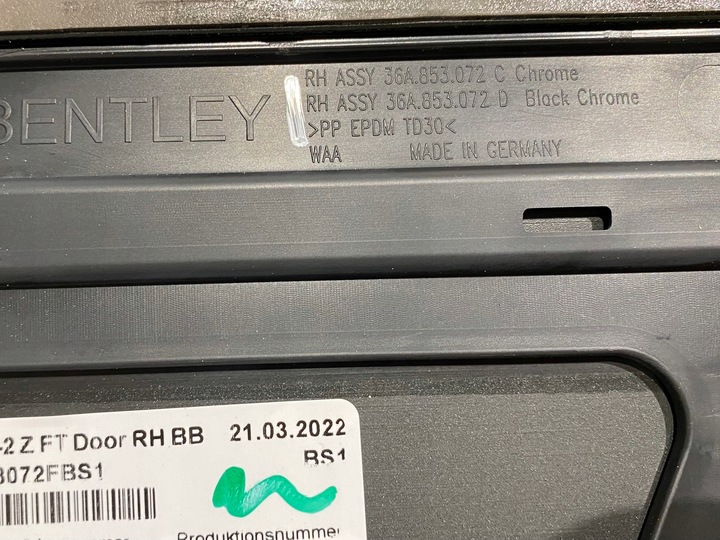 BENTLEY
RH ASSY 36A.853.072 C Chrome
RH ASSY 36A.853.072 D Black Chrome
>PP EPDM TD30<
WAA MADE IN GERMANY
-2 Z FT Door RH BB 21.03.2022
3072FBS1 BS1
Produktionsnummer